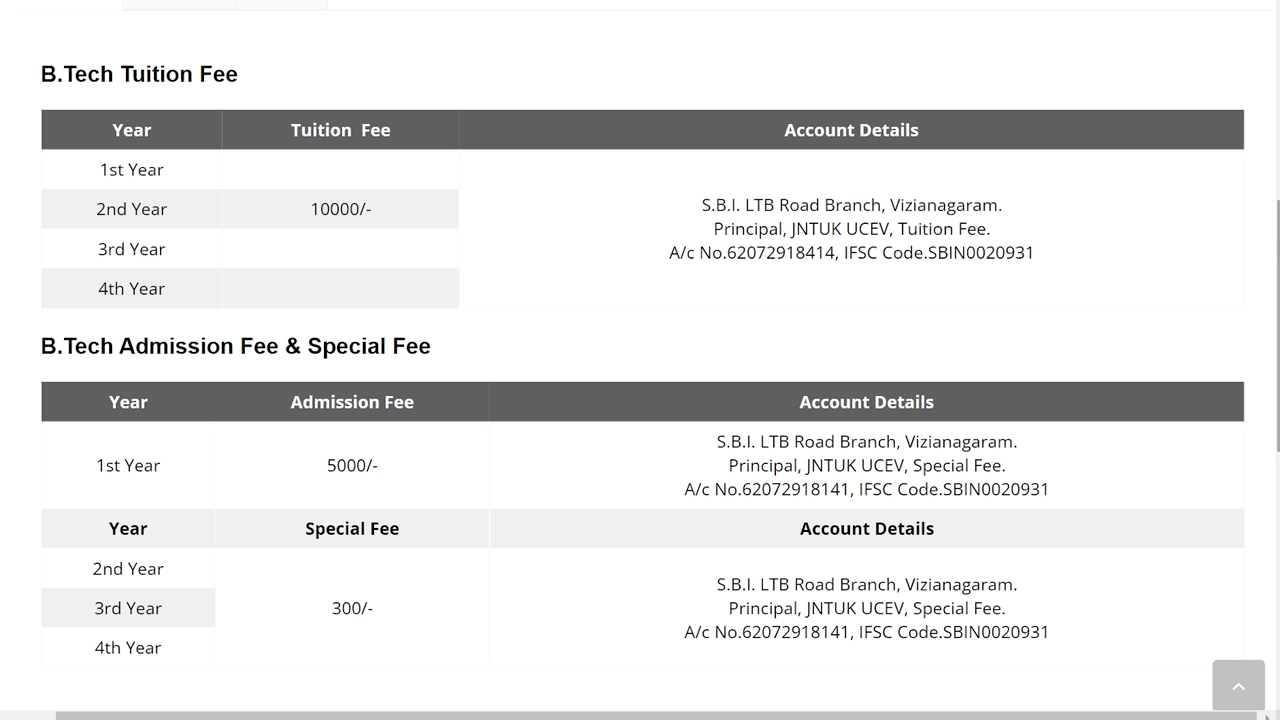 B.Tech Tuition Fee
Year Tuition Fee Account Details
1st Year
2nd Year 10000/-
3rd Year
4th Year
S.B.I. LTB Road Branch, Vizianagaram.
Principal, JNTUK UCEV, Tuition Fee.
A/c No.62072918414, IFSC Code.SBIN0020931
B.Tech Admission Fee & Special Fee
Year Admission Fee Account Details
1st Year 5000/-
S.B.I. LTB Road Branch, Vizianagaram.
Principal, JNTUK UCEV, Special Fee.
A/c No.62072918141, IFSC Code.SBIN0020931
Year Special Fee Account Details
2nd Year
3rd Year 300/-
4th Year
S.B.I. LTB Road Branch, Vizianagaram.
Principal, JNTUK UCEV, Special Fee.
A/c No.62072918141, IFSC Code.SBIN0020931